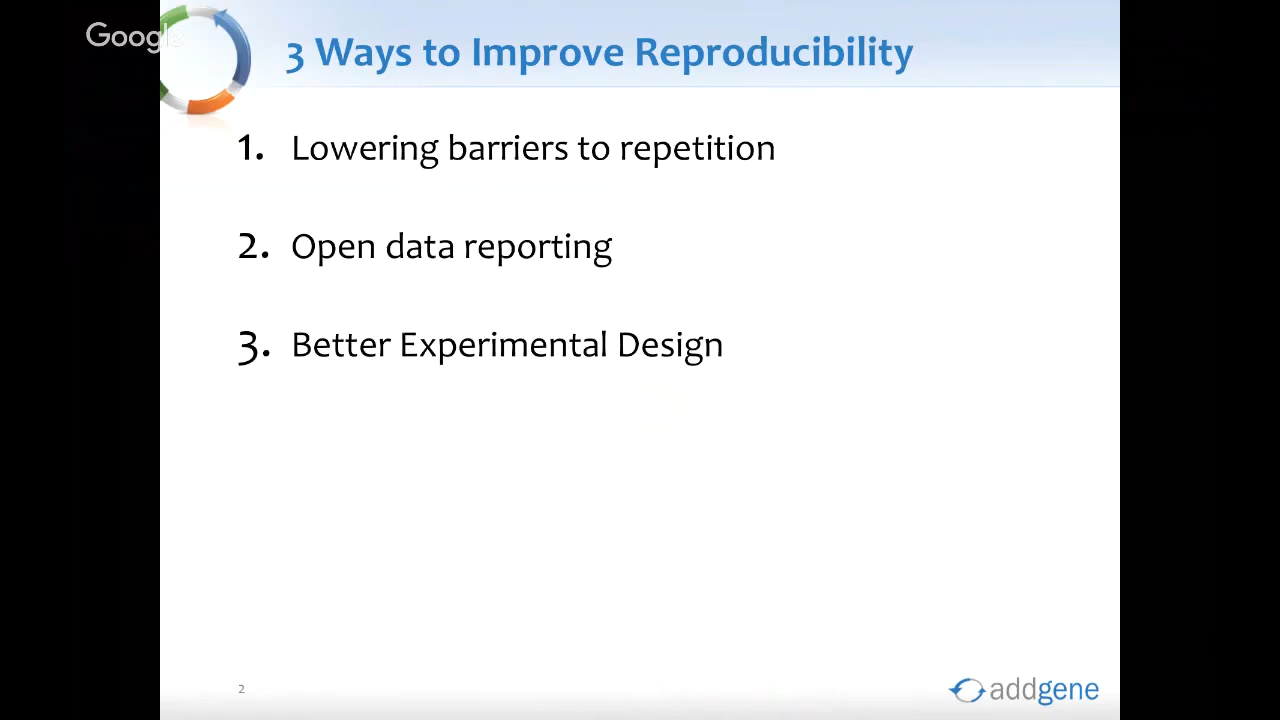 Google
3 Ways to Improve Reproducibility
1. Lowering barriers to repetition
2. Open data reporting
3. Better Experimental Design
2
addgene